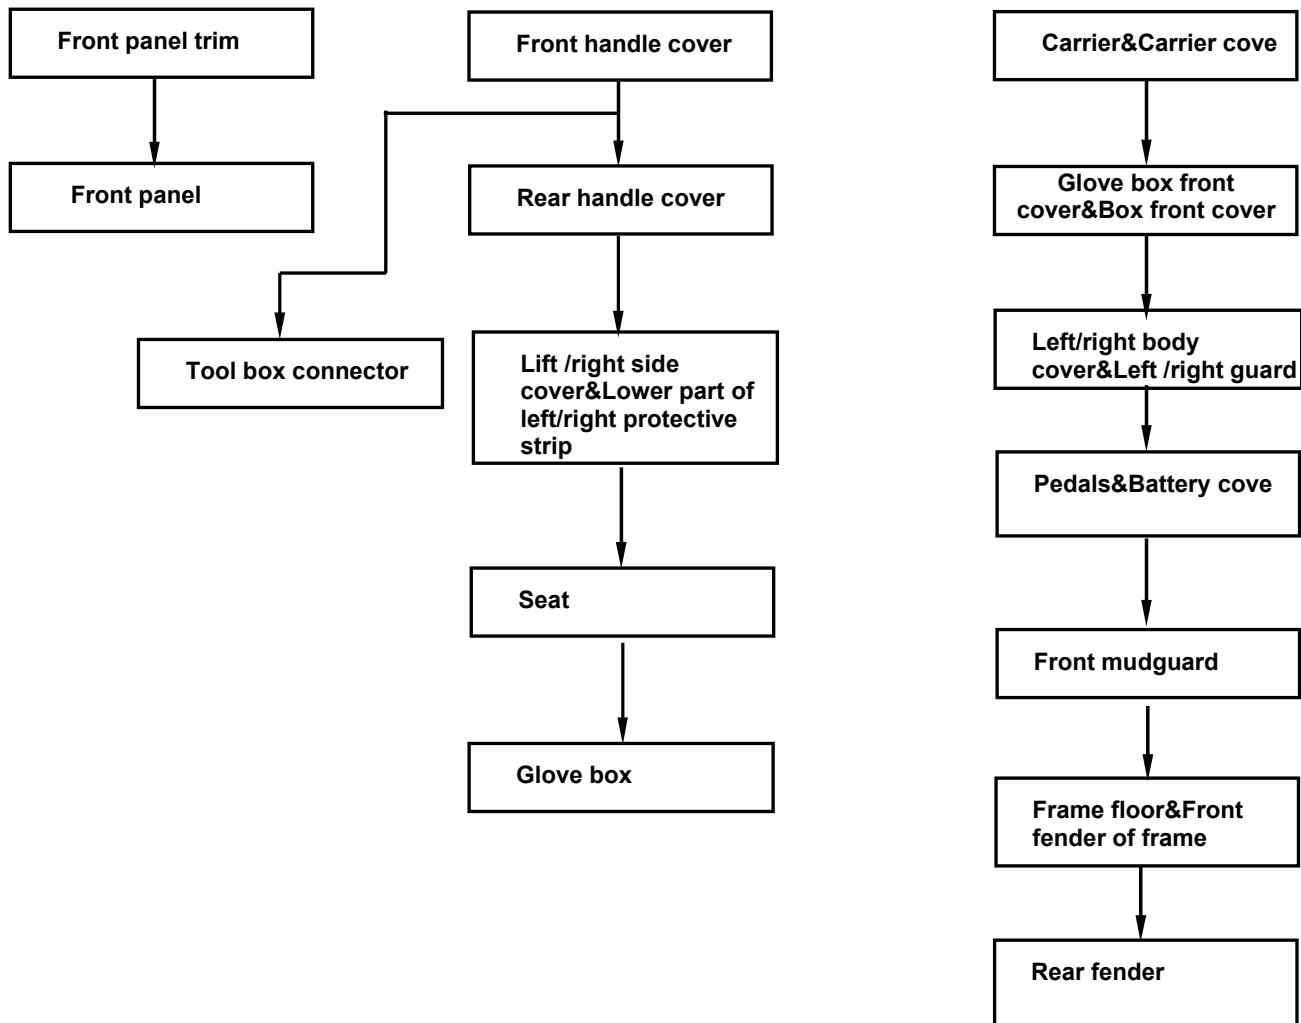 Front panel trim
Front panel
Front handle cover
Rear handle cover
Tool box connector
Lift /right side
cover&Lower part of
left/right protective
strip
Seat
Glove box
Carrier&Carrier cove
Glove box front
cover&Box front cover
Left/right body
cover&Left /right guard
Pedals&Battery cove
Front mudguard
Frame floor&Front
fender of frame
Rear fender